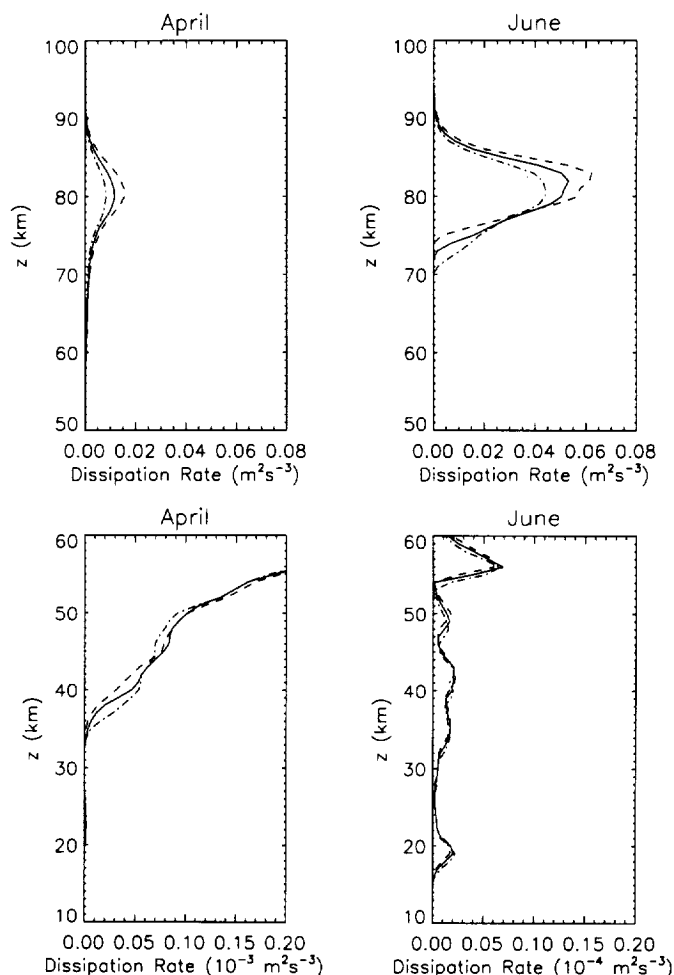 April
100
90
80
70
60
50
z (km)
0.00 0.02 0.04 0.06 0.08
Dissipation Rate (m²s⁻³)
June
100
90
80
70
60
50
z (km)
0.00 0.02 0.04 0.06 0.08
Dissipation Rate (m²s⁻³)
April
60
50
40
30
20
10
z (km)
0.00 0.05 0.10 0.15 0.20
Dissipation Rate (10⁻³ m²s⁻³)
June
60
50
40
30
20
10
z (km)
0.00 0.05 0.10 0.15 0.20
Dissipation Rate (10⁻⁴ m²s⁻³)